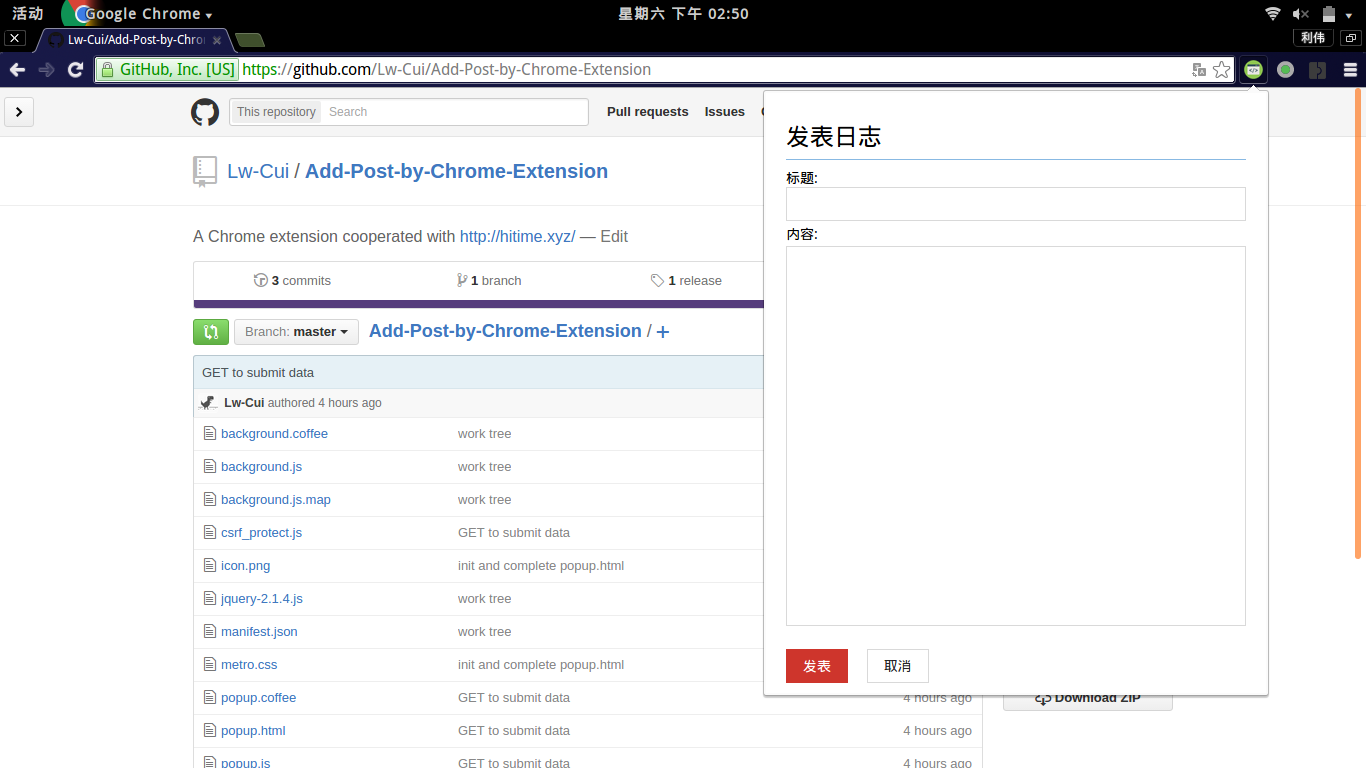 活动 Google Chrome 星期六 下午 02:50
Lw-Cui/Add-Post-by-Chro 利伟
GitHub, Inc. [US] https://github.com/Lw-Cui/Add-Post-by-Chrome-Extension
This repository Search Pull requests Issues
Lw-Cui / Add-Post-by-Chrome-Extension
A Chrome extension cooperated with http://hitime.xyz/ — Edit
3 commits 1 branch 1 release
Branch: master Add-Post-by-Chrome-Extension / +
GET to submit data
Lw-Cui authored 4 hours ago
background.coffee work tree
background.js work tree
background.js.map work tree
csrf_protect.js GET to submit data
icon.png init and complete popup.html
jquery-2.1.4.js work tree
manifest.json work tree
metro.css init and complete popup.html
popup.coffee GET to submit data 4 hours ago
popup.html GET to submit data 4 hours ago
popup.js GET to submit data 4 hours ago
Download ZIP
发表日志
标题:
内容:
发表 取消